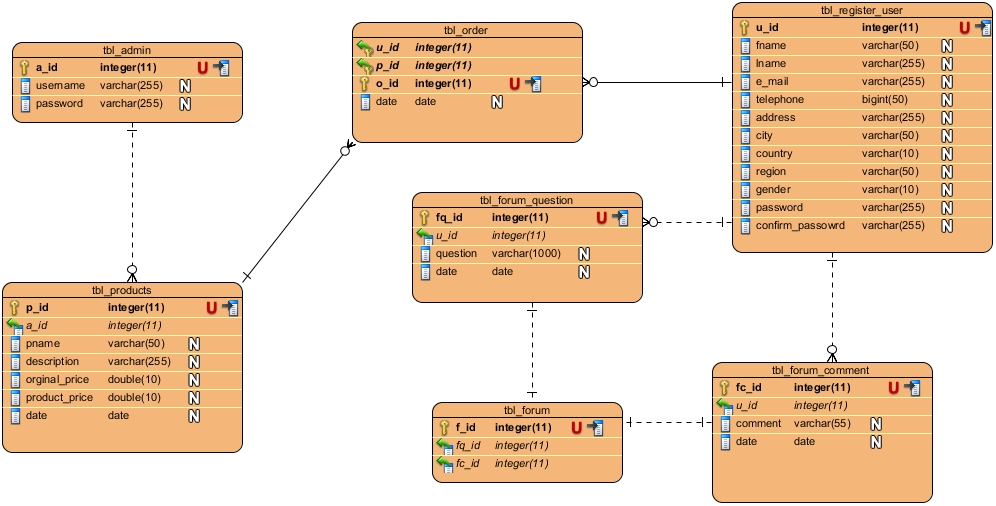 tbl_admin
a_id integer(11) U
username varchar(255) N
password varchar(255) N
tbl_order
u_id integer(11)
p_id integer(11)
o_id integer(11) U
date date N
tbl_register_user
u_id integer(11) U
fname varchar(50) N
lname varchar(255) N
e_mail varchar(255) N
telephone bigint(50) N
address varchar(255) N
city varchar(50) N
country varchar(10) N
region varchar(50) N
gender varchar(10) N
password varchar(255) N
confirm_passowrd varchar(255) N
tbl_forum_question
fq_id integer(11) U
u_id integer(11)
question varchar(1000) N
date date N
tbl_products
p_id integer(11) U
a_id integer(11)
pname varchar(50) N
description varchar(255) N
orginal_price double(10) N
product_price double(10) N
date date N
tbl_forum
f_id integer(11) U
fq_id integer(11)
fc_id integer(11)
tbl_forum_comment
fc_id integer(11) U
u_id integer(11)
comment varchar(55) N
date date N